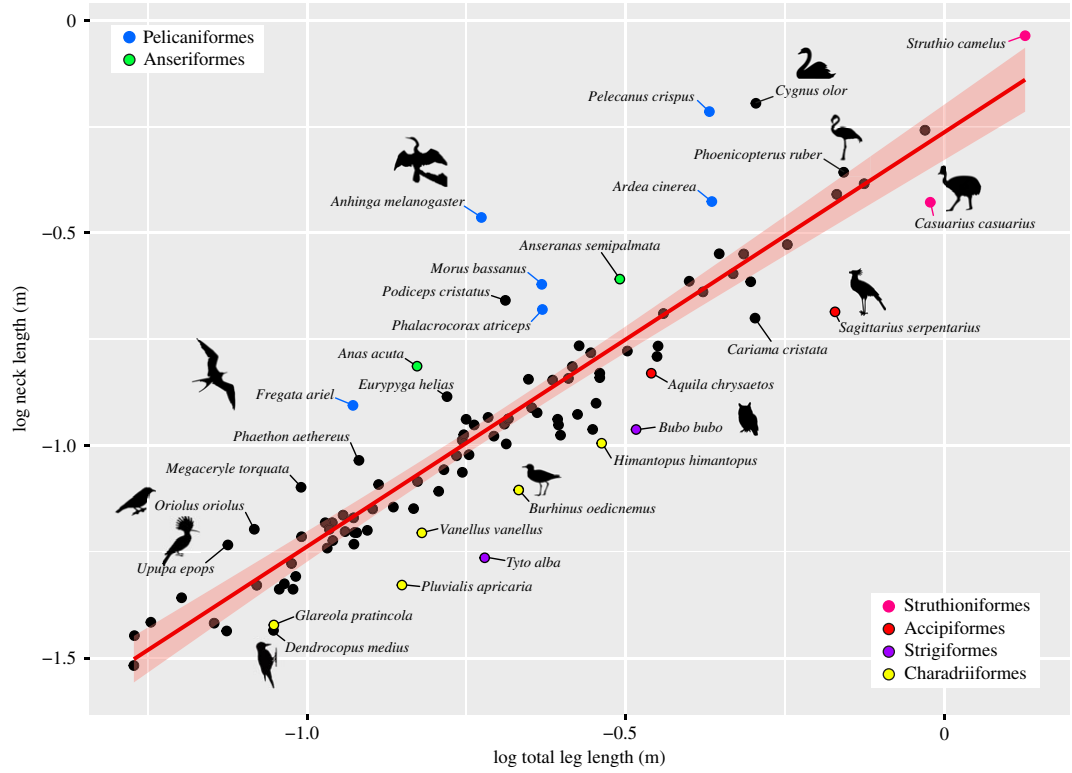 0
Pelicaniformes
Anseriformes
Struthio camelus
Cygnus olor
Pelecanus crispus
Phoenicopterus ruber
Ardea cinerea
Anhinga melanogaster
Casuarius casuarius
−0.5
Anseranas semipalmata
Morus bassanus
Podiceps cristatus
Phalacrocorax atriceps
Sagittarius serpentarius
Cariama cristata
Anas acuta
Eurypyga helias
Aquila chrysaetos
Fregata ariel
log neck length (m)
Bubo bubo
Phaethon aethereus
−1.0
Himantopus himantopus
Megaceryle torquata
Oriolus oriolus
Burhinus oedicnemus
Vanellus vanellus
Upupa epops
Tyto alba
Pluvialis apricaria
Glareola pratincola
Dendrocopus medius
Struthioniformes
Accipiformes
Strigiformes
Charadriiformes
−1.5
−1.0
−0.5
0
log total leg length (m)